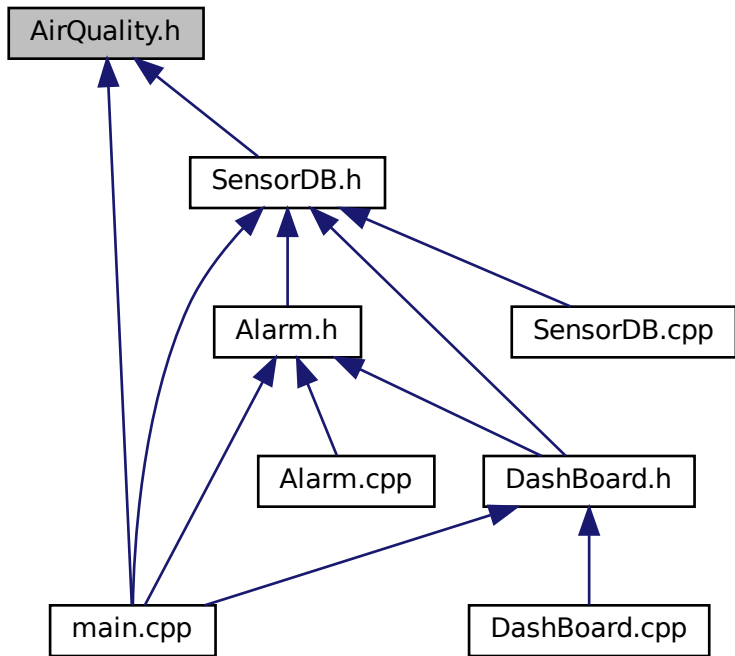 AirQuality.h
SensorDB.h
Alarm.h
SensorDB.cpp
Alarm.cpp
DashBoard.h
main.cpp
DashBoard.cpp